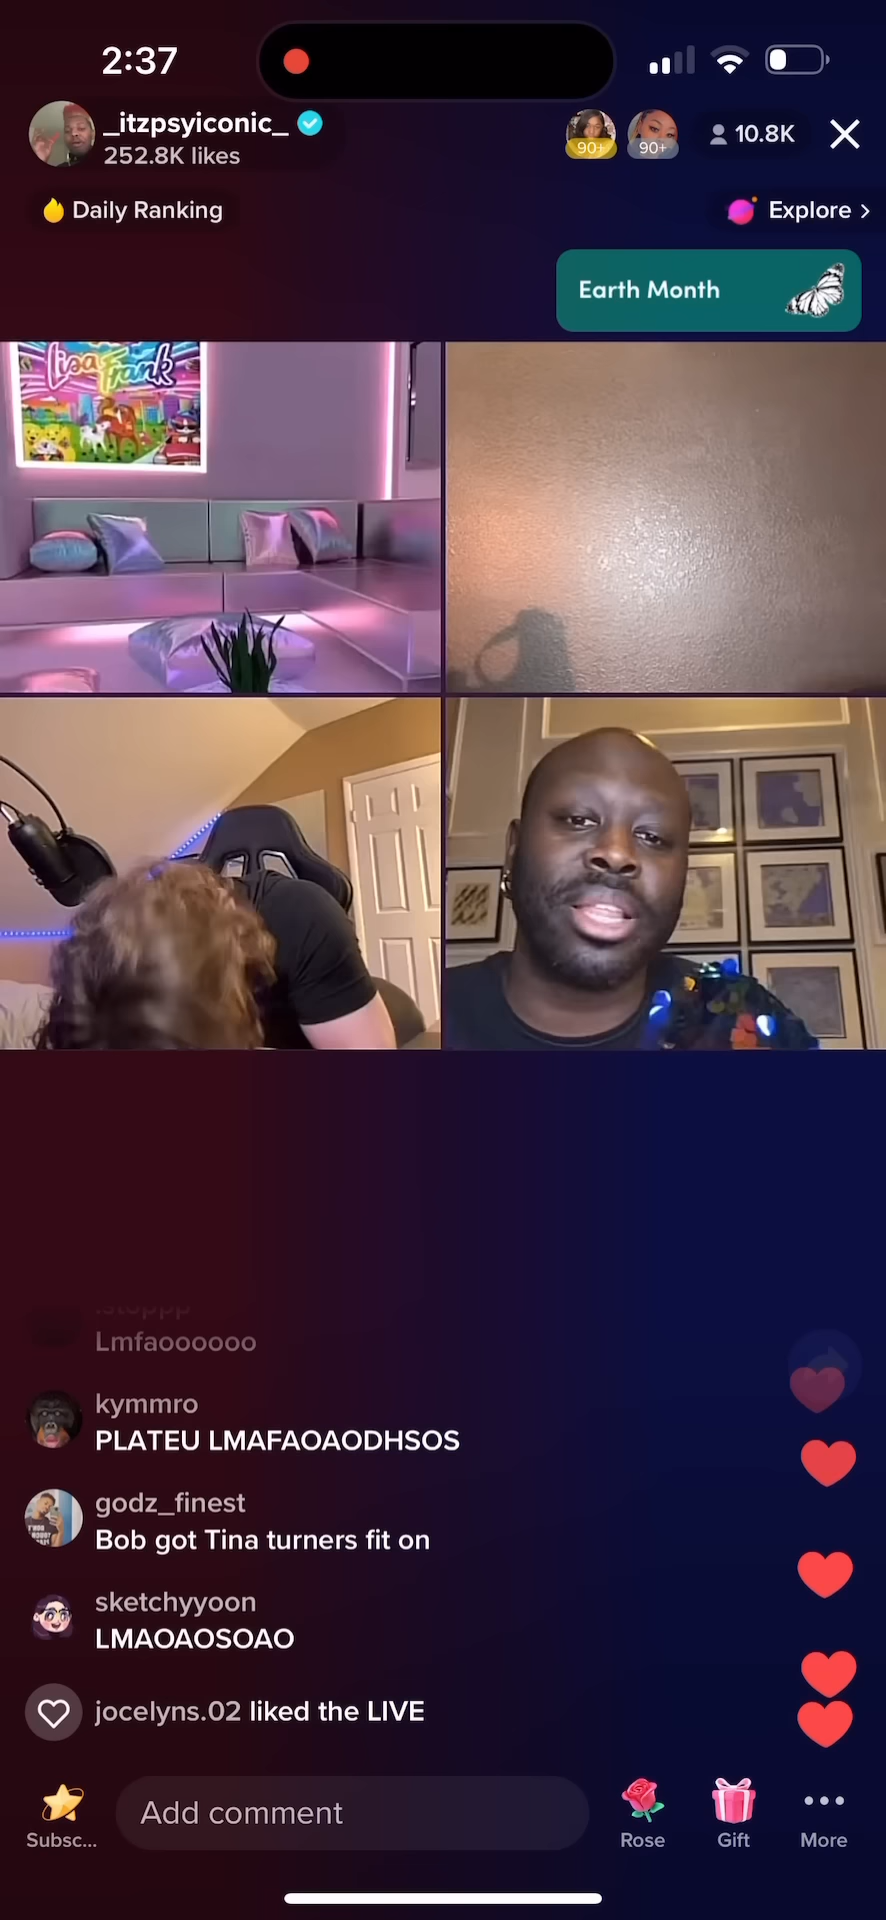 2:37
_itzpsyiconic_
252.8K likes
90+
90+
10.8K
Daily Ranking
Explore >
Earth Month
Lisa Frank
.stoppp
Lmfaoooooo
kymmro
PLATEU LMAFAOAODHSOS
godz_finest
Bob got Tina turners fit on
sketchyyoon
LMAOAOSOAO
jocelyns.02 liked the LIVE
Subsc...
Add comment
Rose
Gift
More